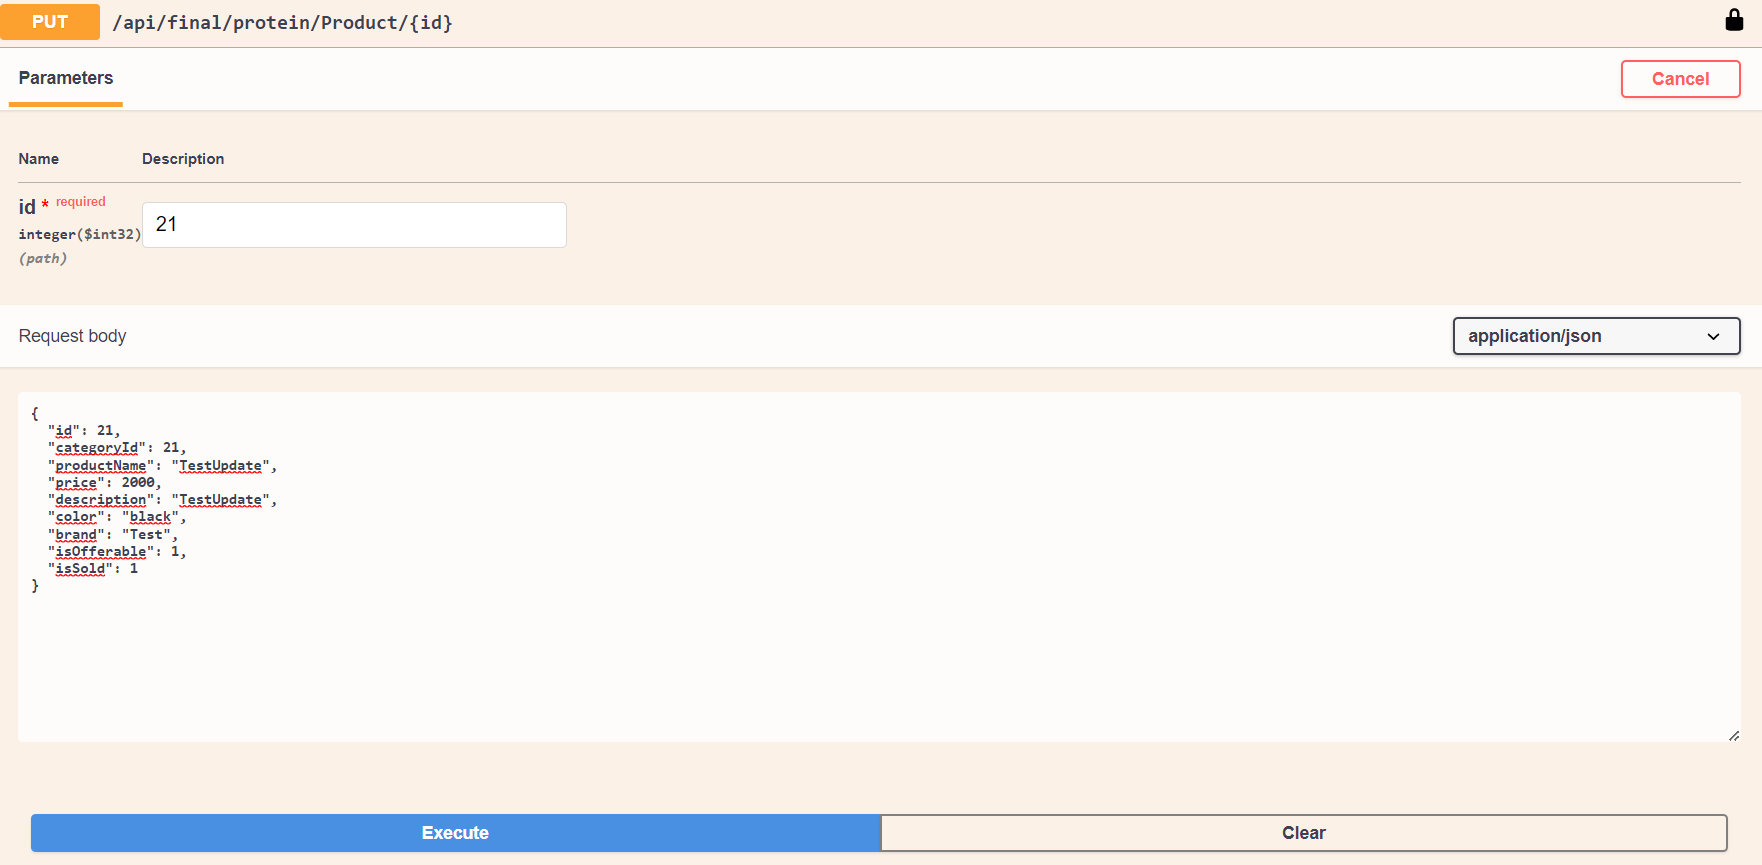 PUT /api/final/protein/Product/{id}
Parameters
Cancel
Name Description
id * required
integer($int32)
(path)
21
Request body
application/json
{
  "id": 21,
  "categoryId": 21,
  "productName": "TestUpdate",
  "price": 2000,
  "description": "TestUpdate",
  "color": "black",
  "brand": "Test",
  "isOfferable": 1,
  "isSold": 1
}
Execute Clear